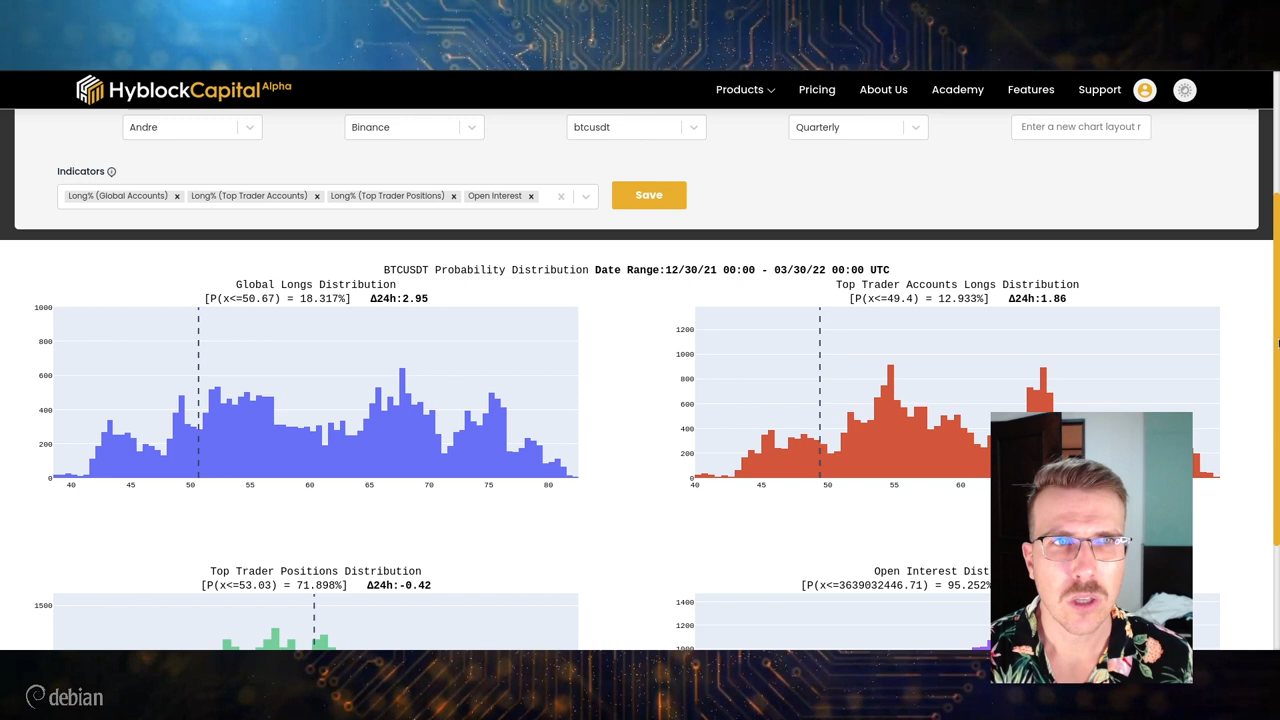 HyblockCapital Alpha
Products
Pricing
About Us
Academy
Features
Support
Andre
Binance
btcusdt
Quarterly
Enter a new chart layout r
Indicators
Long% (Global Accounts) x
Long% (Top Trader Accounts) x
Long% (Top Trader Positions) x
Open Interest x
Save
BTCUSDT Probability Distribution Date Range:12/30/21 00:00 - 03/30/22 00:00 UTC
Global Longs Distribution
[P(x<=50.67) = 18.317%] Δ24h:2.95
1000
800
600
400
200
0
40 45 50 55 60 65 70 75 80
Top Trader Accounts Longs Distribution
[P(x<=49.4) = 12.933%] Δ24h:1.86
1200
1000
800
600
400
200
0
40 45 50 55 60
Top Trader Positions Distribution
[P(x<=53.03) = 71.898%] Δ24h:-0.42
1500
Open Interest Dist
[P(x<=3639032446.71) = 95.252%
1400
1200
1000
debian